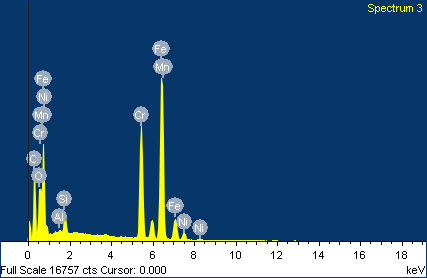 Spectrum 3
Fe
Fe
Ni
Mn
Mn
Cr
Cr
C
O
Si
Al
Fe
Ni
Ni
0 2 4 6 8 10 12 14 16 18
Full Scale 16757 cts Cursor: 0.000 keV